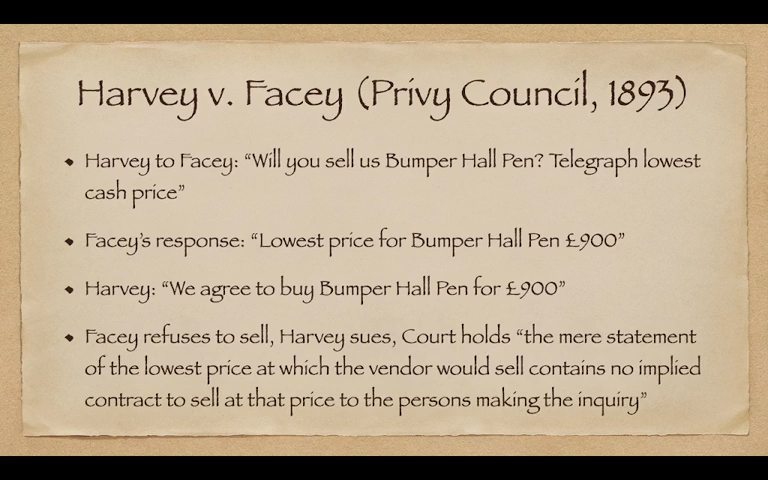 Harvey v. Facey (Privy Council, 1893)
Harvey to Facey: “Will you sell us Bumper Hall Pen? Telegraph lowest
cash price”
Facey’s response: “Lowest price for Bumper Hall Pen £900”
Harvey: “We agree to buy Bumper Hall Pen for £900”
Facey refuses to sell, Harvey sues, Court holds “the mere statement
of the lowest price at which the vendor would sell contains no implied
contract to sell at that price to the persons making the inquiry”